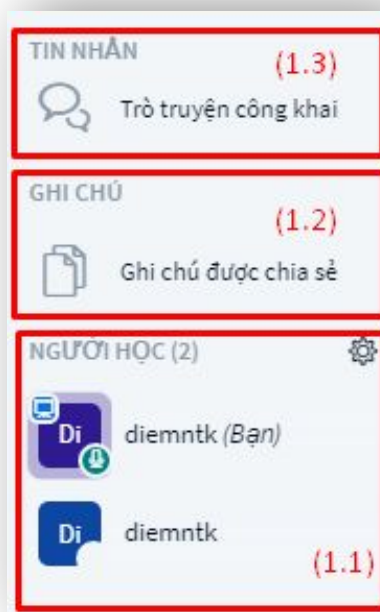 TIN NHẮN
(1.3)
Trò truyện công khai
GHI CHÚ
(1.2)
Ghi chú được chia sẻ
NGƯỜI HỌC (2)
Di
diemntk (Bạn)
Di
diemntk
(1.1)